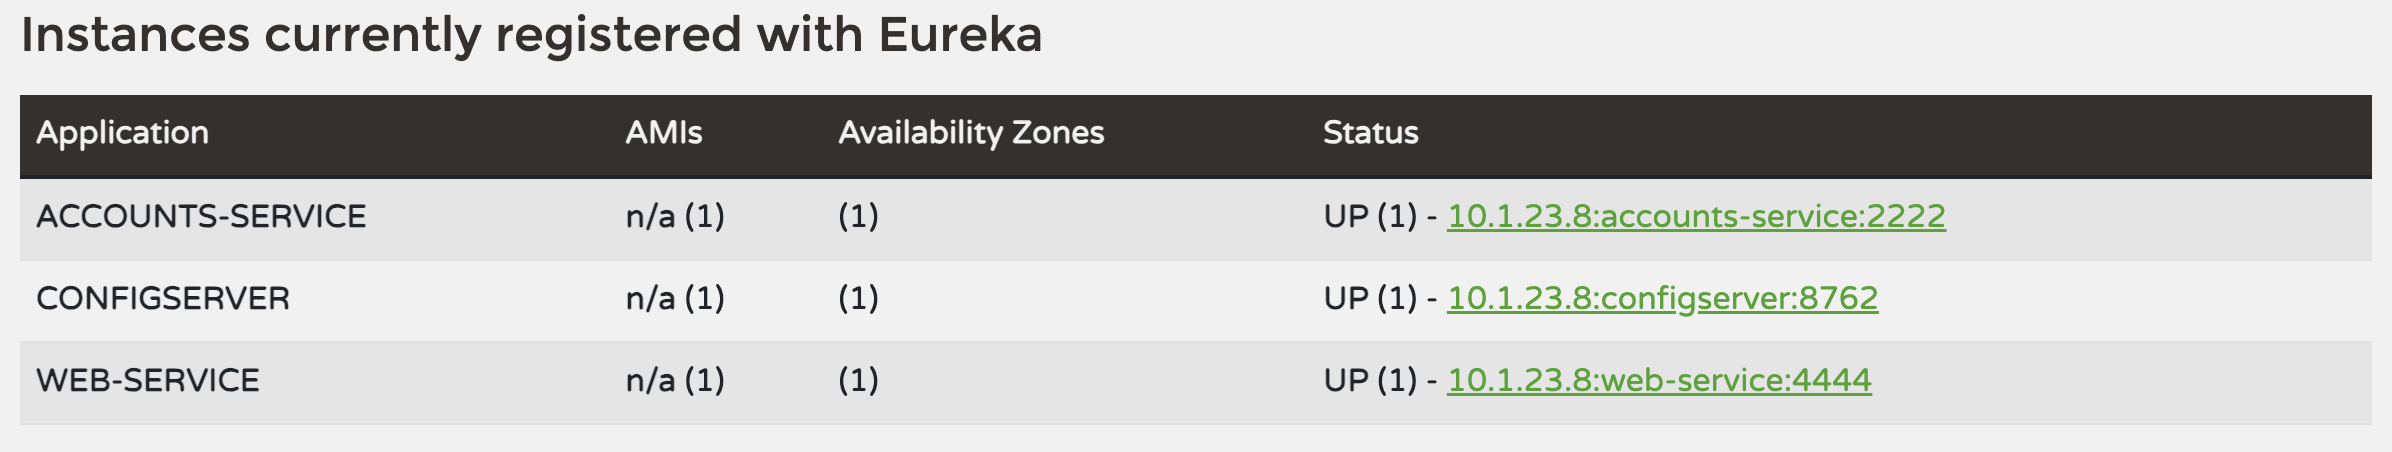 Instances currently registered with Eureka
Application AMIs Availability Zones Status
ACCOUNTS-SERVICE n/a (1) (1) UP (1) - 10.1.23.8:accounts-service:2222
CONFIGSERVER n/a (1) (1) UP (1) - 10.1.23.8:configserver:8762
WEB-SERVICE n/a (1) (1) UP (1) - 10.1.23.8:web-service:4444